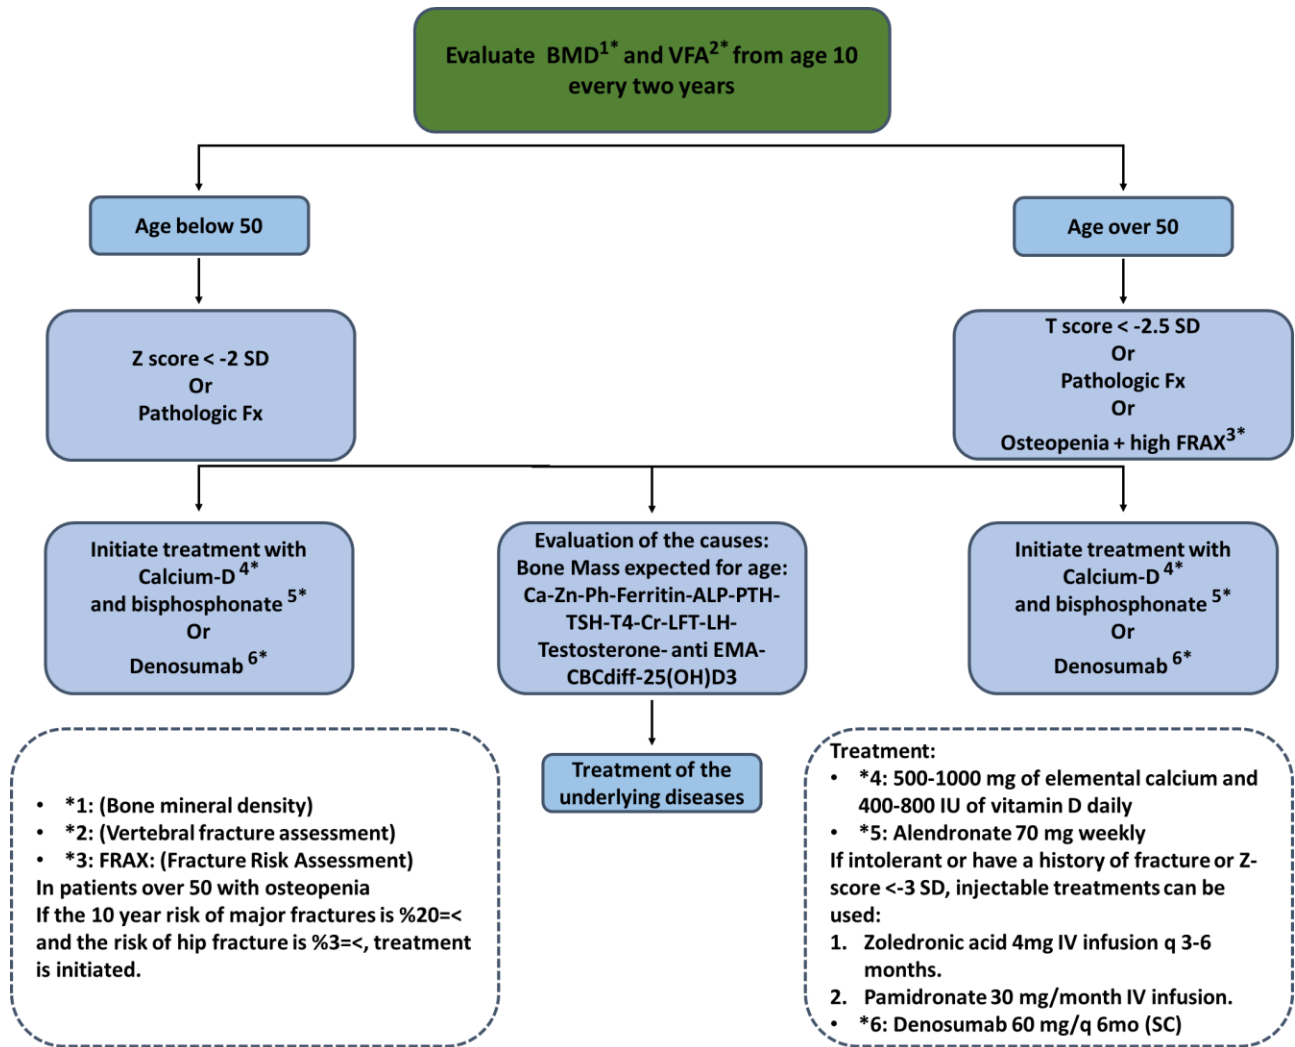 Evaluate BMD1* and VFA2* from age 10
every two years
Age below 50
Age over 50
Z score < -2 SD
Or
Pathologic Fx
T score < -2.5 SD
Or
Pathologic Fx
Or
Osteopenia + high FRAX3*
Initiate treatment with
Calcium-D 4*
and bisphosphonate 5*
Or
Denosumab 6*
Evaluation of the causes:
Bone Mass expected for age:
Ca-Zn-Ph-Ferritin-ALP-PTH-
TSH-T4-Cr-LFT-LH-
Testosterone- anti EMA-
CBCdiff-25(OH)D3
Initiate treatment with
Calcium-D 4*
and bisphosphonate 5*
Or
Denosumab 6*
Treatment of the
underlying diseases
• *1: (Bone mineral density)
• *2: (Vertebral fracture assessment)
• *3: FRAX: (Fracture Risk Assessment)
In patients over 50 with osteopenia
If the 10 year risk of major fractures is %20=<
and the risk of hip fracture is %3=<, treatment
is initiated.
Treatment:
• *4: 500-1000 mg of elemental calcium and
400-800 IU of vitamin D daily
• *5: Alendronate 70 mg weekly
If intolerant or have a history of fracture or Z-
score <-3 SD, injectable treatments can be
used:
1. Zoledronic acid 4mg IV infusion q 3-6
months.
2. Pamidronate 30 mg/month IV infusion.
• *6: Denosumab 60 mg/q 6mo (SC)